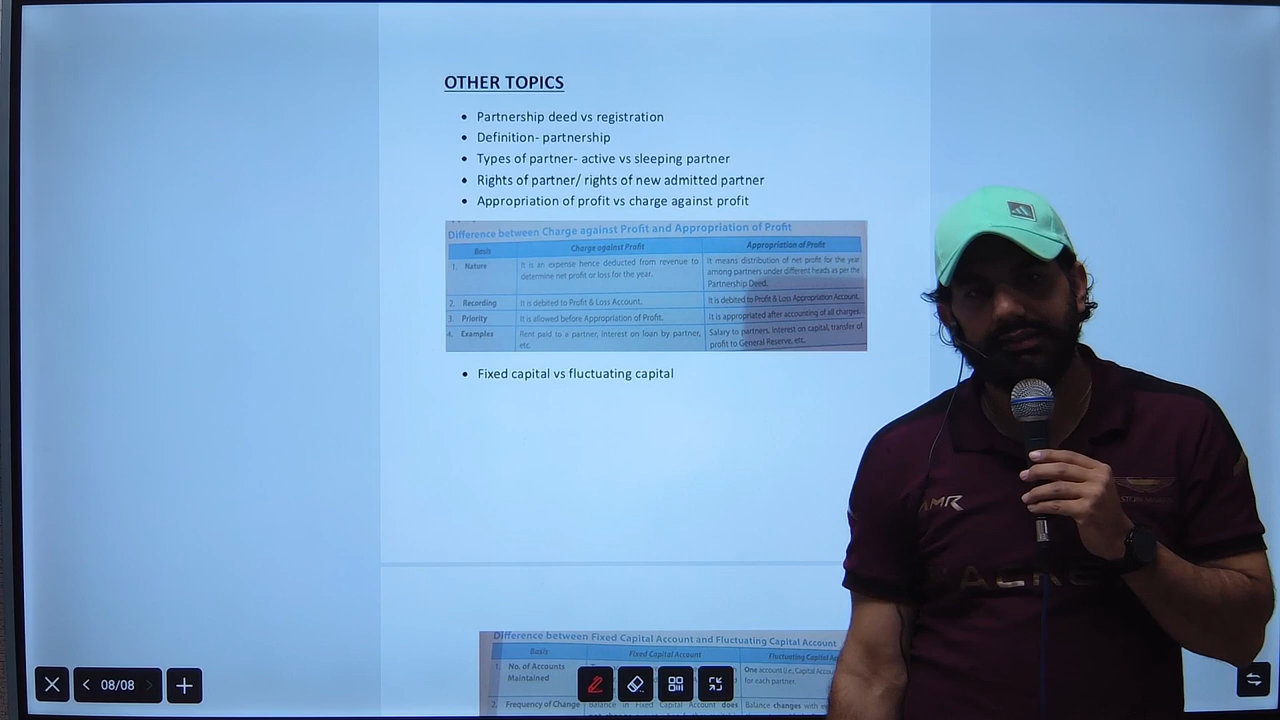 OTHER TOPICS
• Partnership deed vs registration
• Definition- partnership
• Types of partner- active vs sleeping partner
• Rights of partner/ rights of new admitted partner
• Appropriation of profit vs charge against profit
Difference between Charge against Profit and Appropriation of Profit
Basis Charge against Profit Appropriation of Profit
1. Nature It is an expense hence deducted from revenue to determine net profit or loss for the year. It means distribution of net profit for the year among partners under different heads as per the Partnership Deed.
2. Recording It is debited to Profit & Loss Account. It is debited to Profit & Loss Appropriation Account.
3. Priority It is allowed before Appropriation of Profit. It is appropriated after accounting of all charges.
4. Examples Rent paid to a partner, interest on loan by partner, etc. Salary to partners, interest on capital, transfer of profit to General Reserve, etc.
• Fixed capital vs fluctuating capital
Difference between Fixed Capital Account and Fluctuating Capital Account
Basis Fixed Capital Account Fluctuating Capital
1. No. of Accounts Maintained One account (i.e., Capital for each partner.
2. Frequency of Change Balance in Fixed Capital Account does Balance changes with
08/08
AMR